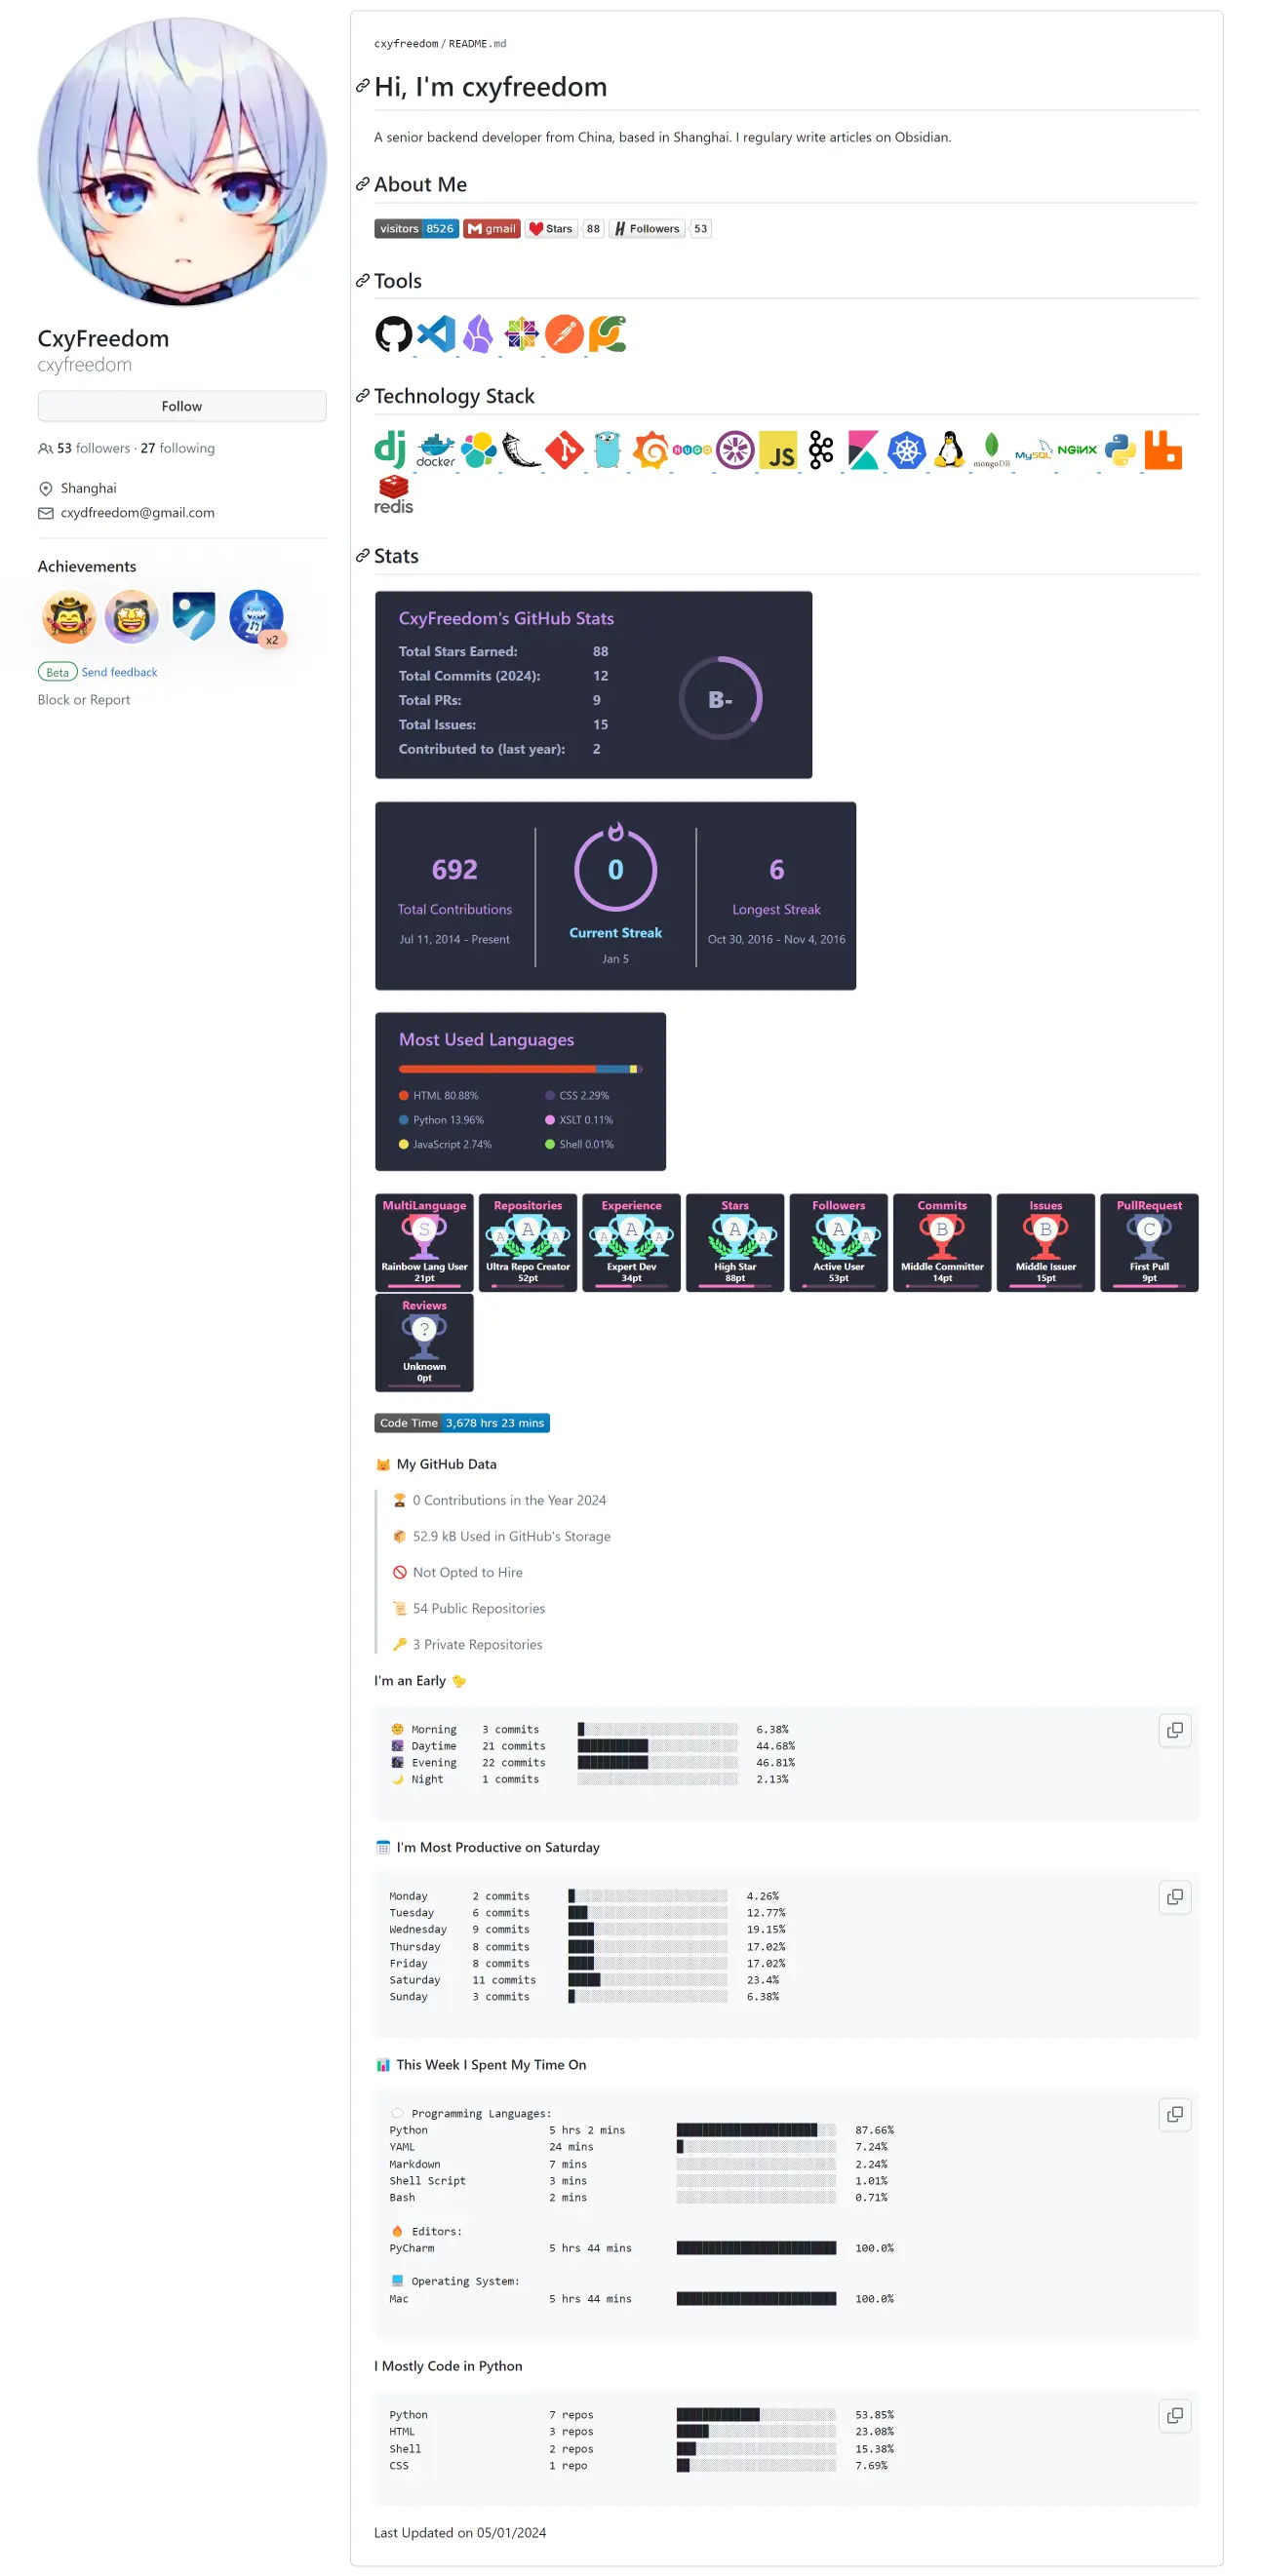 CxyFreedom
cxyfreedom
Follow
53 followers · 27 following
Shanghai
cxydfreedom@gmail.com
Achievements
x2
Beta Send feedback
Block or Report
cxyfreedom / README.md
Hi, I'm cxyfreedom
A senior backend developer from China, based in Shanghai. I regulary write articles on Obsidian.
About Me
visitors 8526 gmail Stars 88 Followers 53
Tools
Technology Stack
dj docker HUGO JS mongoDB MySQL NGINX
redis
Stats
CxyFreedom's GitHub Stats
Total Stars Earned: 88
Total Commits (2024): 12
Total PRs: 9
Total Issues: 15
Contributed to (last year): 2
B-
692
Total Contributions
Jul 11, 2014 - Present
0
Current Streak
Jan 5
6
Longest Streak
Oct 30, 2016 - Nov 4, 2016
Most Used Languages
HTML 80.88% CSS 2.29%
Python 13.96% XSLT 0.11%
JavaScript 2.74% Shell 0.01%
MultiLanguage Repositories Experience Stars Followers Commits Issues PullRequest
S A A A A A A A A A A B B C
Rainbow Lang User Ultra Repo Creator Expert Dev High Star Active User Middle Committer Middle Issuer First Pull
21pt 52pt 34pt 88pt 53pt 14pt 15pt 9pt
Reviews
?
Unknown
0pt
Code Time 3,678 hrs 23 mins
My GitHub Data
0 Contributions in the Year 2024
52.9 kB Used in GitHub's Storage
Not Opted to Hire
54 Public Repositories
3 Private Repositories
I'm an Early
Morning 3 commits 6.38%
Daytime 21 commits 44.68%
Evening 22 commits 46.81%
Night 1 commits 2.13%
I'm Most Productive on Saturday
Monday 2 commits 4.26%
Tuesday 6 commits 12.77%
Wednesday 9 commits 19.15%
Thursday 8 commits 17.02%
Friday 8 commits 17.02%
Saturday 11 commits 23.4%
Sunday 3 commits 6.38%
This Week I Spent My Time On
Programming Languages:
Python 5 hrs 2 mins 87.66%
YAML 24 mins 7.24%
Markdown 7 mins 2.24%
Shell Script 3 mins 1.01%
Bash 2 mins 0.71%
Editors:
PyCharm 5 hrs 44 mins 100.0%
Operating System:
Mac 5 hrs 44 mins 100.0%
I Mostly Code in Python
Python 7 repos 53.85%
HTML 3 repos 23.08%
Shell 2 repos 15.38%
CSS 1 repo 7.69%
Last Updated on 05/01/2024